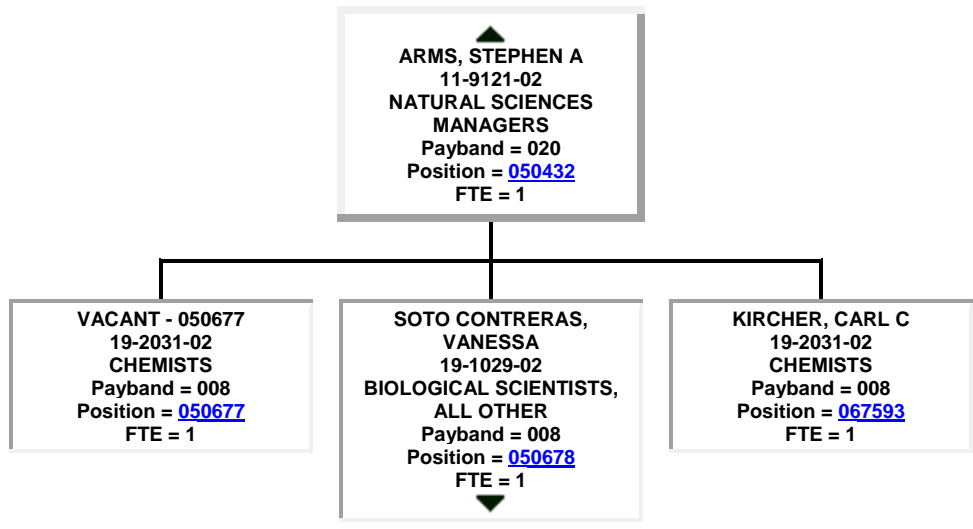 ARMS, STEPHEN A
11-9121-02
NATURAL SCIENCES
MANAGERS
Payband = 020
Position = 050432
FTE = 1
VACANT - 050677
19-2031-02
CHEMISTS
Payband = 008
Position = 050677
FTE = 1
SOTO CONTRERAS,
VANESSA
19-1029-02
BIOLOGICAL SCIENTISTS,
ALL OTHER
Payband = 008
Position = 050678
FTE = 1
KIRCHER, CARL C
19-2031-02
CHEMISTS
Payband = 008
Position = 067593
FTE = 1